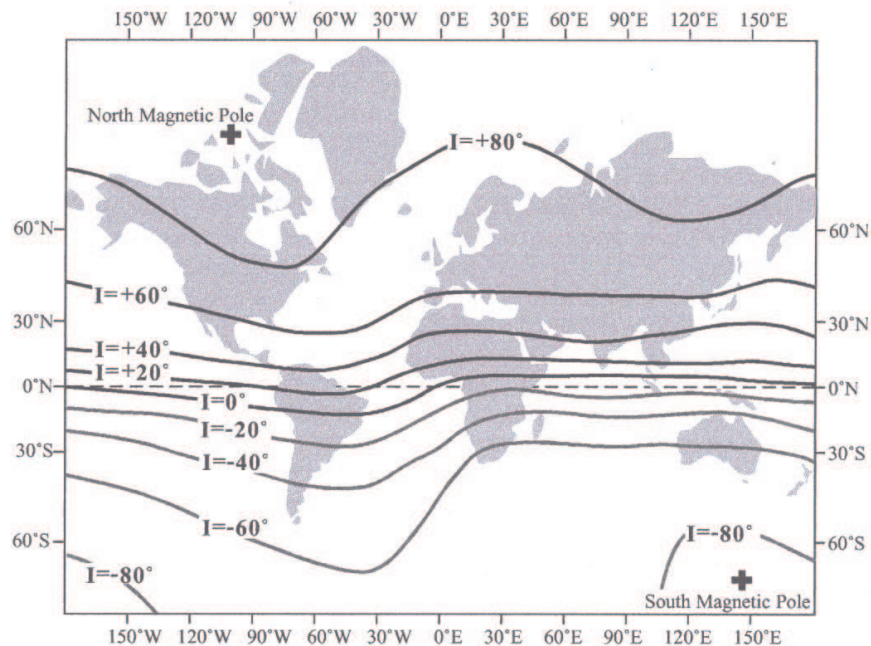 150˚W 120˚W 90˚W 60˚W 30˚W 0˚E 30˚E 60˚E 90˚E 120˚E 150˚E
North Magnetic Pole
I=+80˚
60˚N 60˚N
I=+60˚
30˚N 30˚N
I=+40˚
I=+20˚
0˚N 0˚N
I=0˚
I=-20˚
30˚S 30˚S
I=-40˚
I=-60˚
I=-80˚
60˚S 60˚S
I=-80˚
South Magnetic Pole
150˚W 120˚W 90˚W 60˚W 30˚W 0˚E 30˚E 60˚E 90˚E 120˚E 150˚E